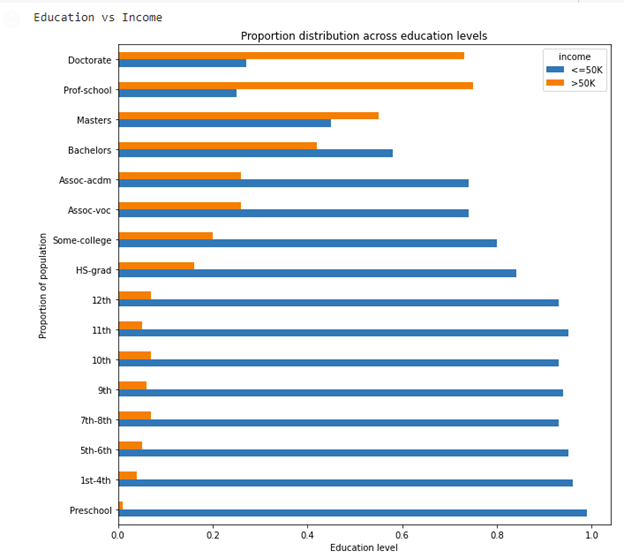 Education vs Income
Proportion distribution across education levels
income
<=50K
>50K
Doctorate
Prof-school
Masters
Bachelors
Assoc-acdm
Assoc-voc
Some-college
HS-grad
12th
11th
10th
9th
7th-8th
5th-6th
1st-4th
Preschool
Proportion of population
0.0 0.2 0.4 0.6 0.8 1.0
Education level